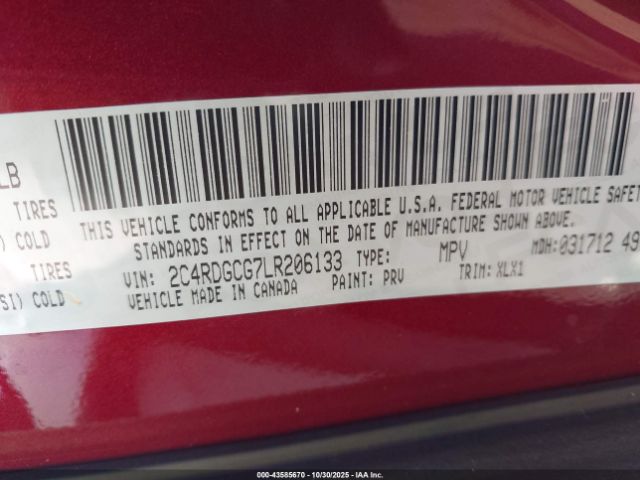 LB
TIRES
THIS VEHICLE CONFORMS TO ALL APPLICABLE U.S.A. FEDERAL MOTOR VEHICLE SAFET
) COLD
STANDARDS IN EFFECT ON THE DATE OF MANUFACTURE SHOWN ABOVE.
TIRES
VIN: 2C4RDGCG7LR206133 TYPE: MPV MDH:031712 49
SI) COLD
VEHICLE MADE IN CANADA PAINT: PRV TRIM: XLX1
© IAA 43585670 | 10/30/2025 | IAAI.COM